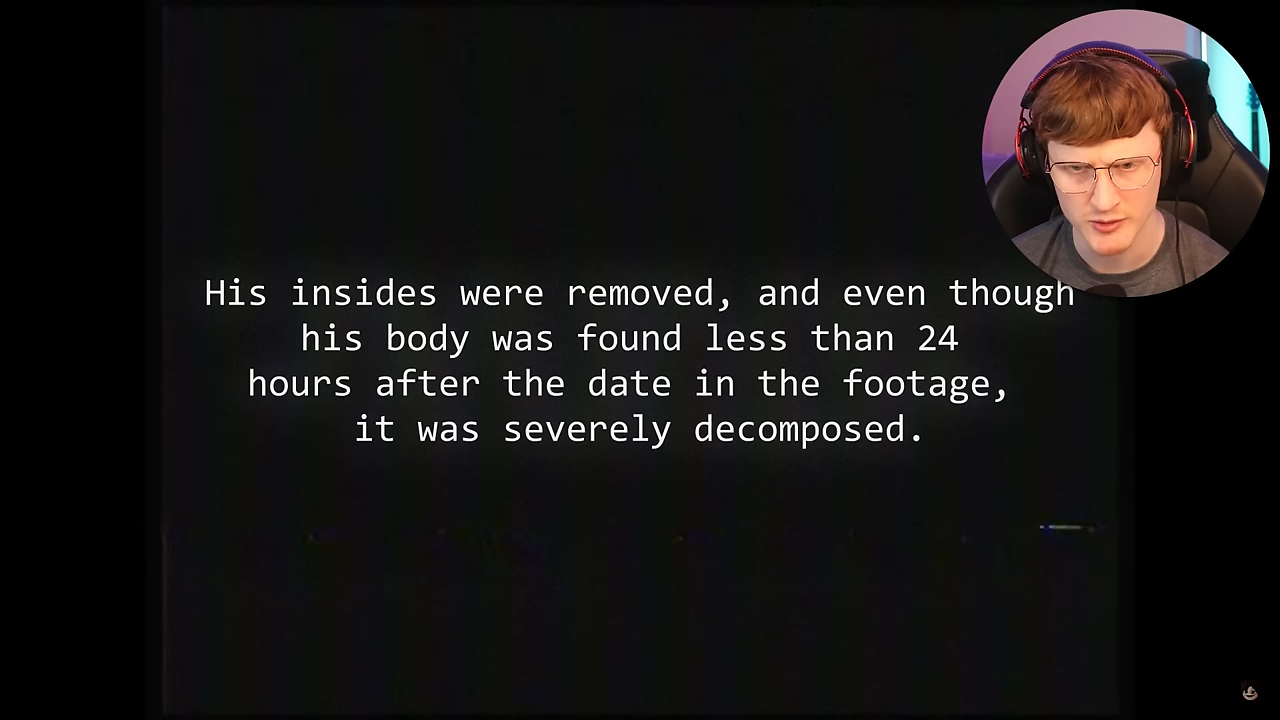 His insides were removed, and even though
his body was found less than 24
hours after the date in the footage,
it was severely decomposed.